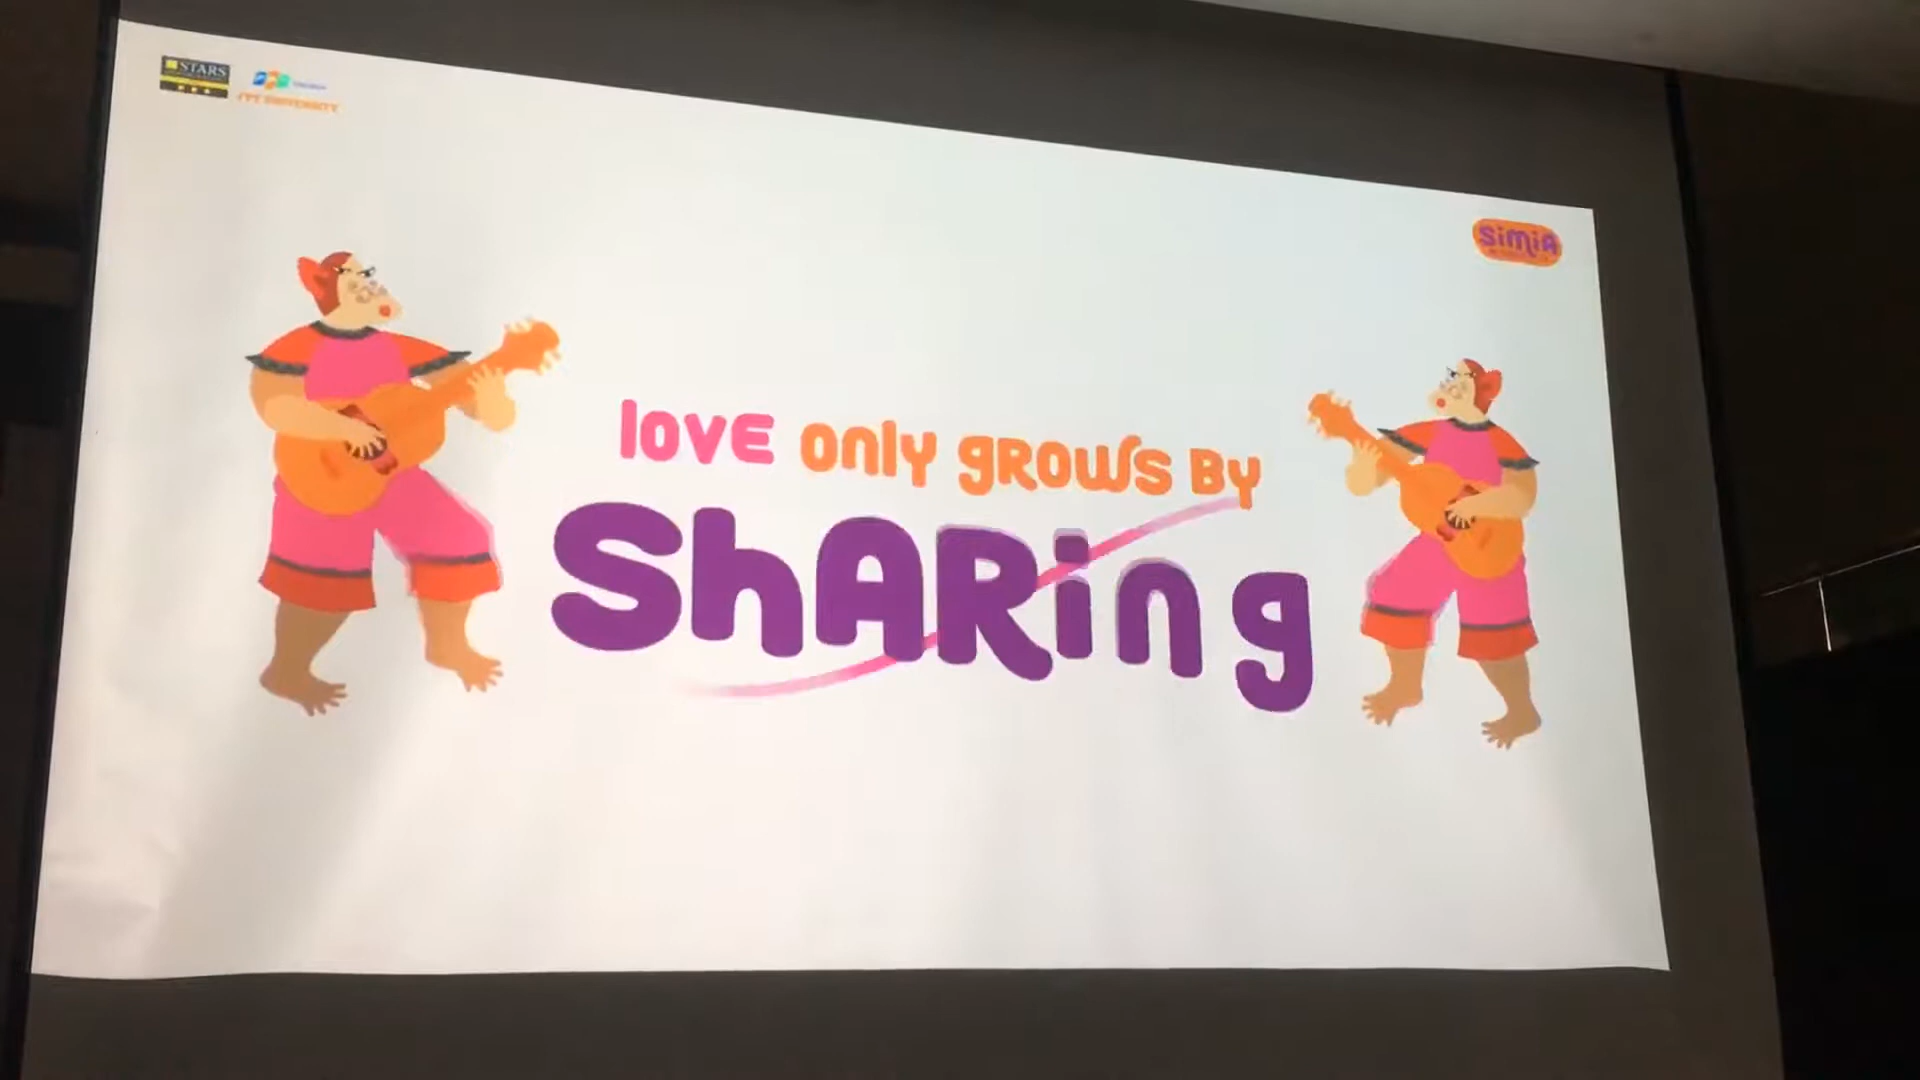 STARS
FPT UNIVERSITY
SiMiA
lOVE Only gROWS By
ShARing